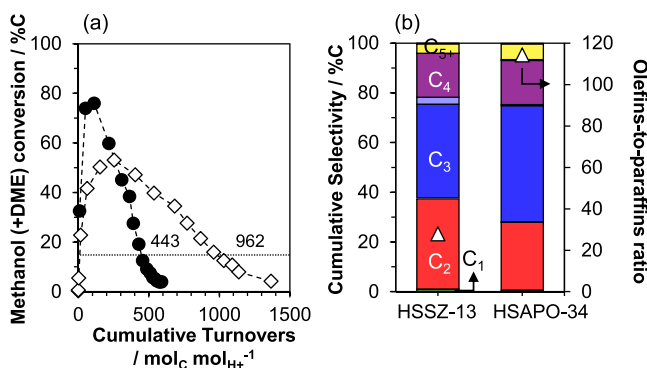 (a)
Methanol (+DME) conversion / %C
100
80
60
40
20
0
443
962
0
500
1000
1500
Cumulative Turnovers
/ molC molH+-1
(b)
Cumulative Selectivity / %C
100
80
60
40
20
0
C5+
C4
C3
C2
C1
HSSZ-13
HSAPO-34
120
100
80
60
40
20
0
Olefins-to-paraffins ratio